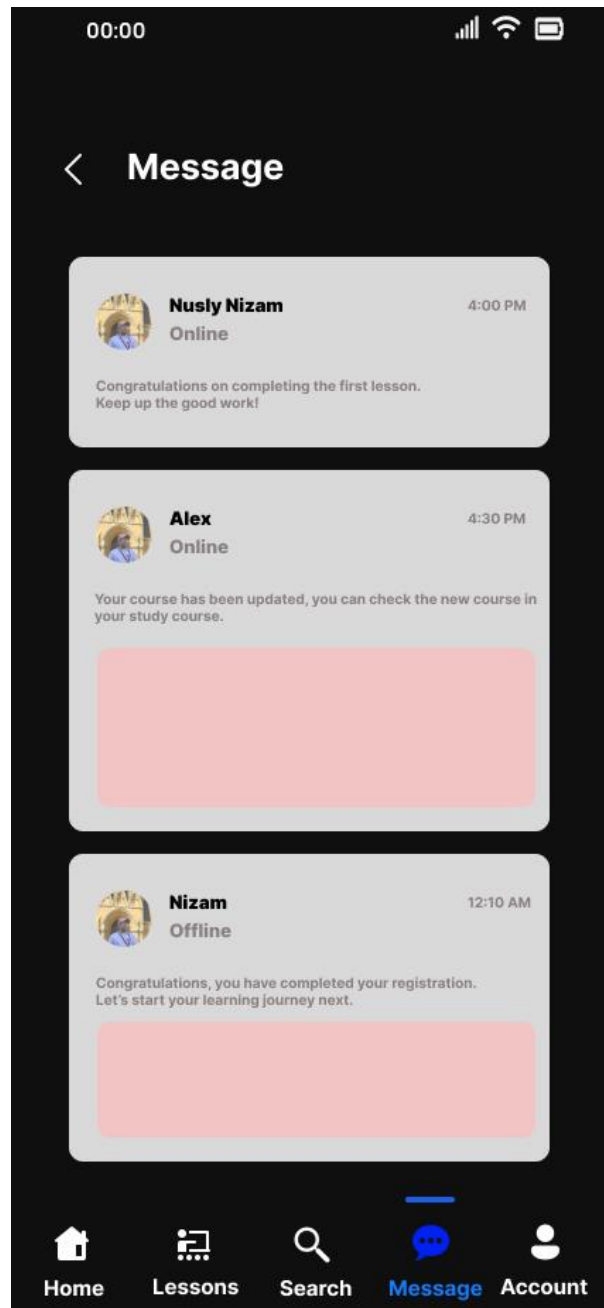 00:00
Message
Nusly Nizam
4:00 PM
Online
Congratulations on completing the first lesson.
Keep up the good work!
Alex
4:30 PM
Online
Your course has been updated, you can check the new course in
your study course.
Nizam
12:10 AM
Offline
Congratulations, you have completed your registration.
Let's start your learning journey next.
Home Lessons Search Message Account